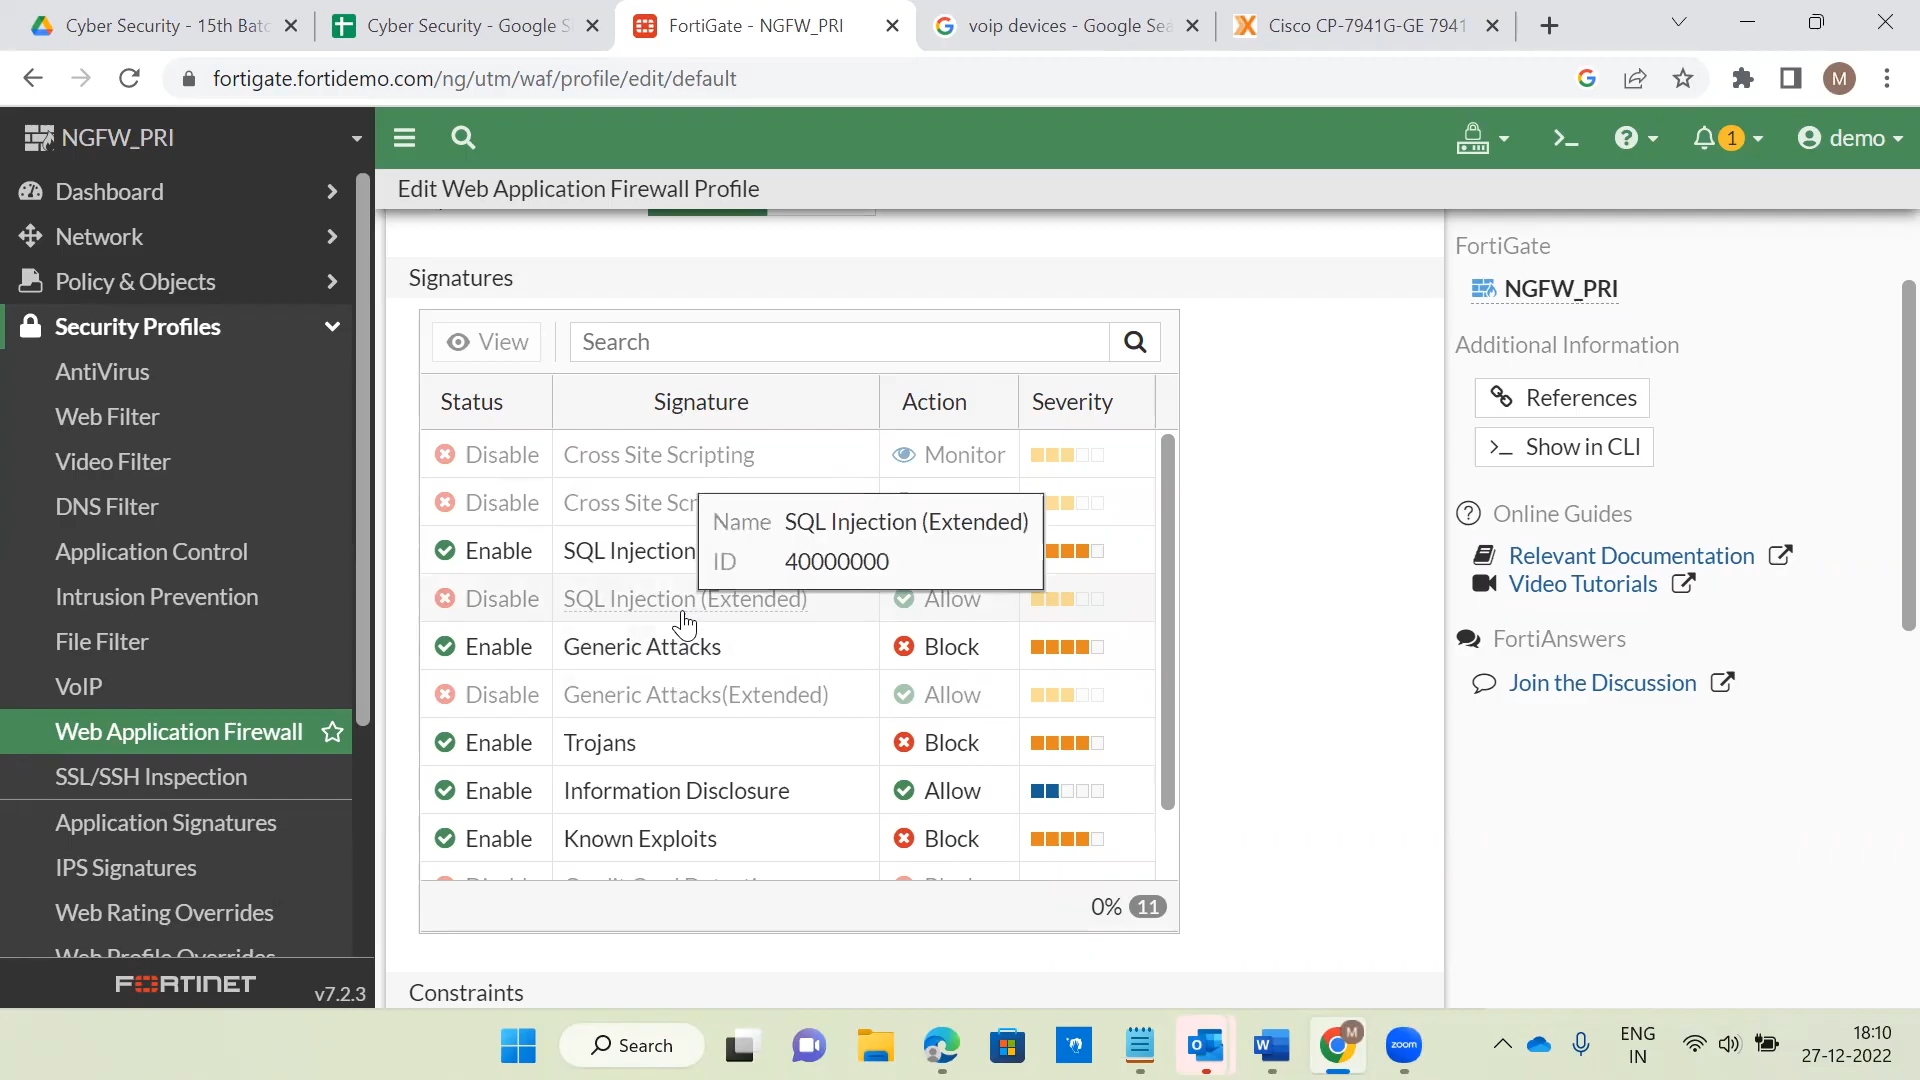 Cyber Security - 15th Batc
Cyber Security - Google S
FortiGate - NGFW_PRI
voip devices - Google Sea
Cisco CP-7941G-GE 7941
fortigate.fortidemo.com/ng/utm/waf/profile/edit/default
M
NGFW_PRI
1
demo
Dashboard
Network
Policy & Objects
Security Profiles
AntiVirus
Web Filter
Video Filter
DNS Filter
Application Control
Intrusion Prevention
File Filter
VoIP
Web Application Firewall
SSL/SSH Inspection
Application Signatures
IPS Signatures
Web Rating Overrides
Web Profile Overrides
FORTINET
v7.2.3
Edit Web Application Firewall Profile
Signatures
View
Search
Status Signature Action Severity
Disable Cross Site Scripting Monitor
Disable Cross Site Scr
Name SQL Injection (Extended)
ID 40000000
Enable SQL Injection
Disable SQL Injection (Extended) Allow
Enable Generic Attacks Block
Disable Generic Attacks(Extended) Allow
Enable Trojans Block
Enable Information Disclosure Allow
Enable Known Exploits Block
0% 11
Constraints
FortiGate
NGFW_PRI
Additional Information
References
>_ Show in CLI
Online Guides
Relevant Documentation
Video Tutorials
FortiAnswers
Join the Discussion
Search
zoom
M
ENG
IN
18:10
27-12-2022